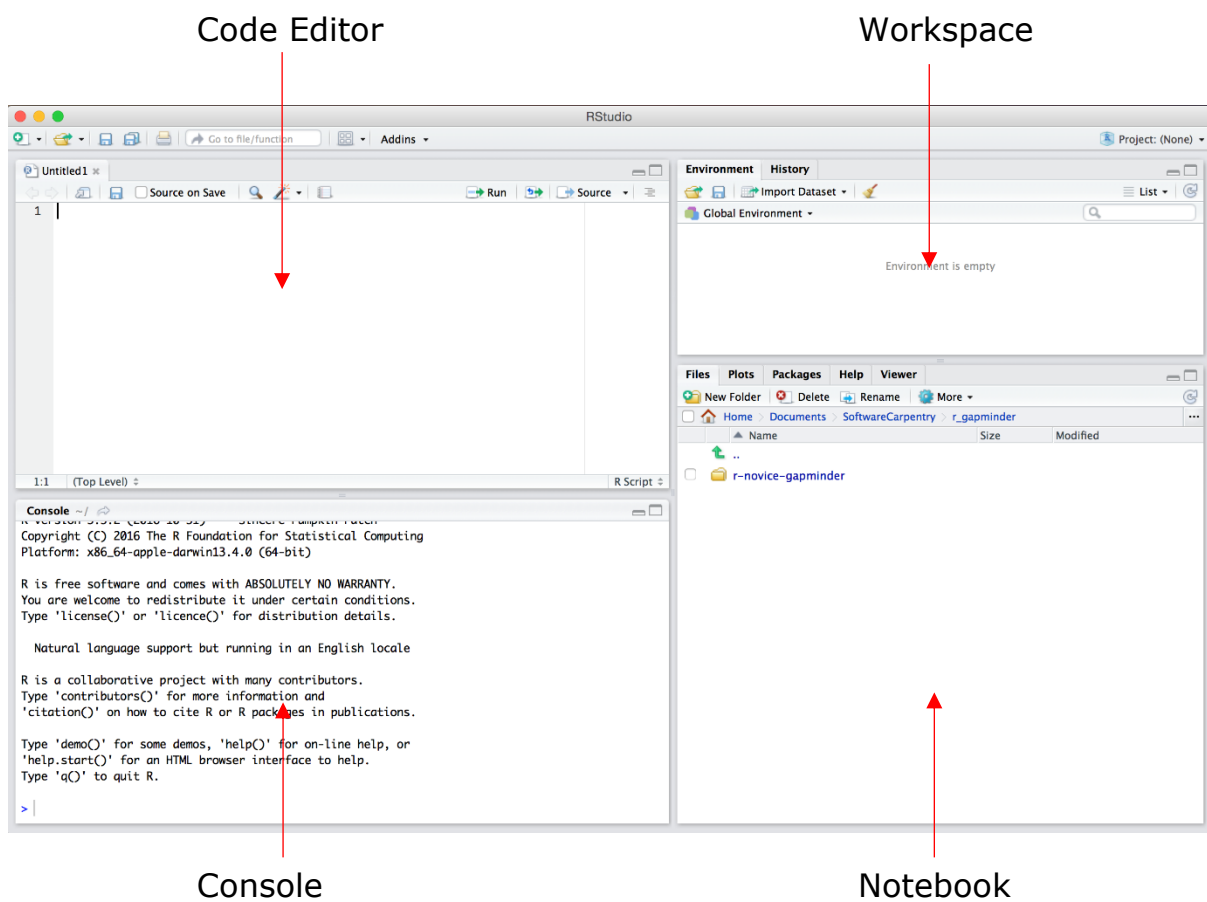 Code Editor
Workspace
RStudio
Go to file/function
Addins
Project: (None)
Untitled1
Source on Save
Run
Source
1
1:1 (Top Level)
R Script
Environment History
Import Dataset
List
Global Environment
Environment is empty
Files Plots Packages Help Viewer
New Folder Delete Rename More
Home Documents SoftwareCarpentry r_gapminder
Name Size Modified
..
r-novice-gapminder
Console ~/
Copyright (C) 2016 The R Foundation for Statistical Computing
Platform: x86_64-apple-darwin13.4.0 (64-bit)
R is free software and comes with ABSOLUTELY NO WARRANTY.
You are welcome to redistribute it under certain conditions.
Type 'license()' or 'licence()' for distribution details.
Natural language support but running in an English locale
R is a collaborative project with many contributors.
Type 'contributors()' for more information and
'citation()' on how to cite R or R packages in publications.
Type 'demo()' for some demos, 'help()' for on-line help, or
'help.start()' for an HTML browser interface to help.
Type 'q()' to quit R.
>
Console
Notebook